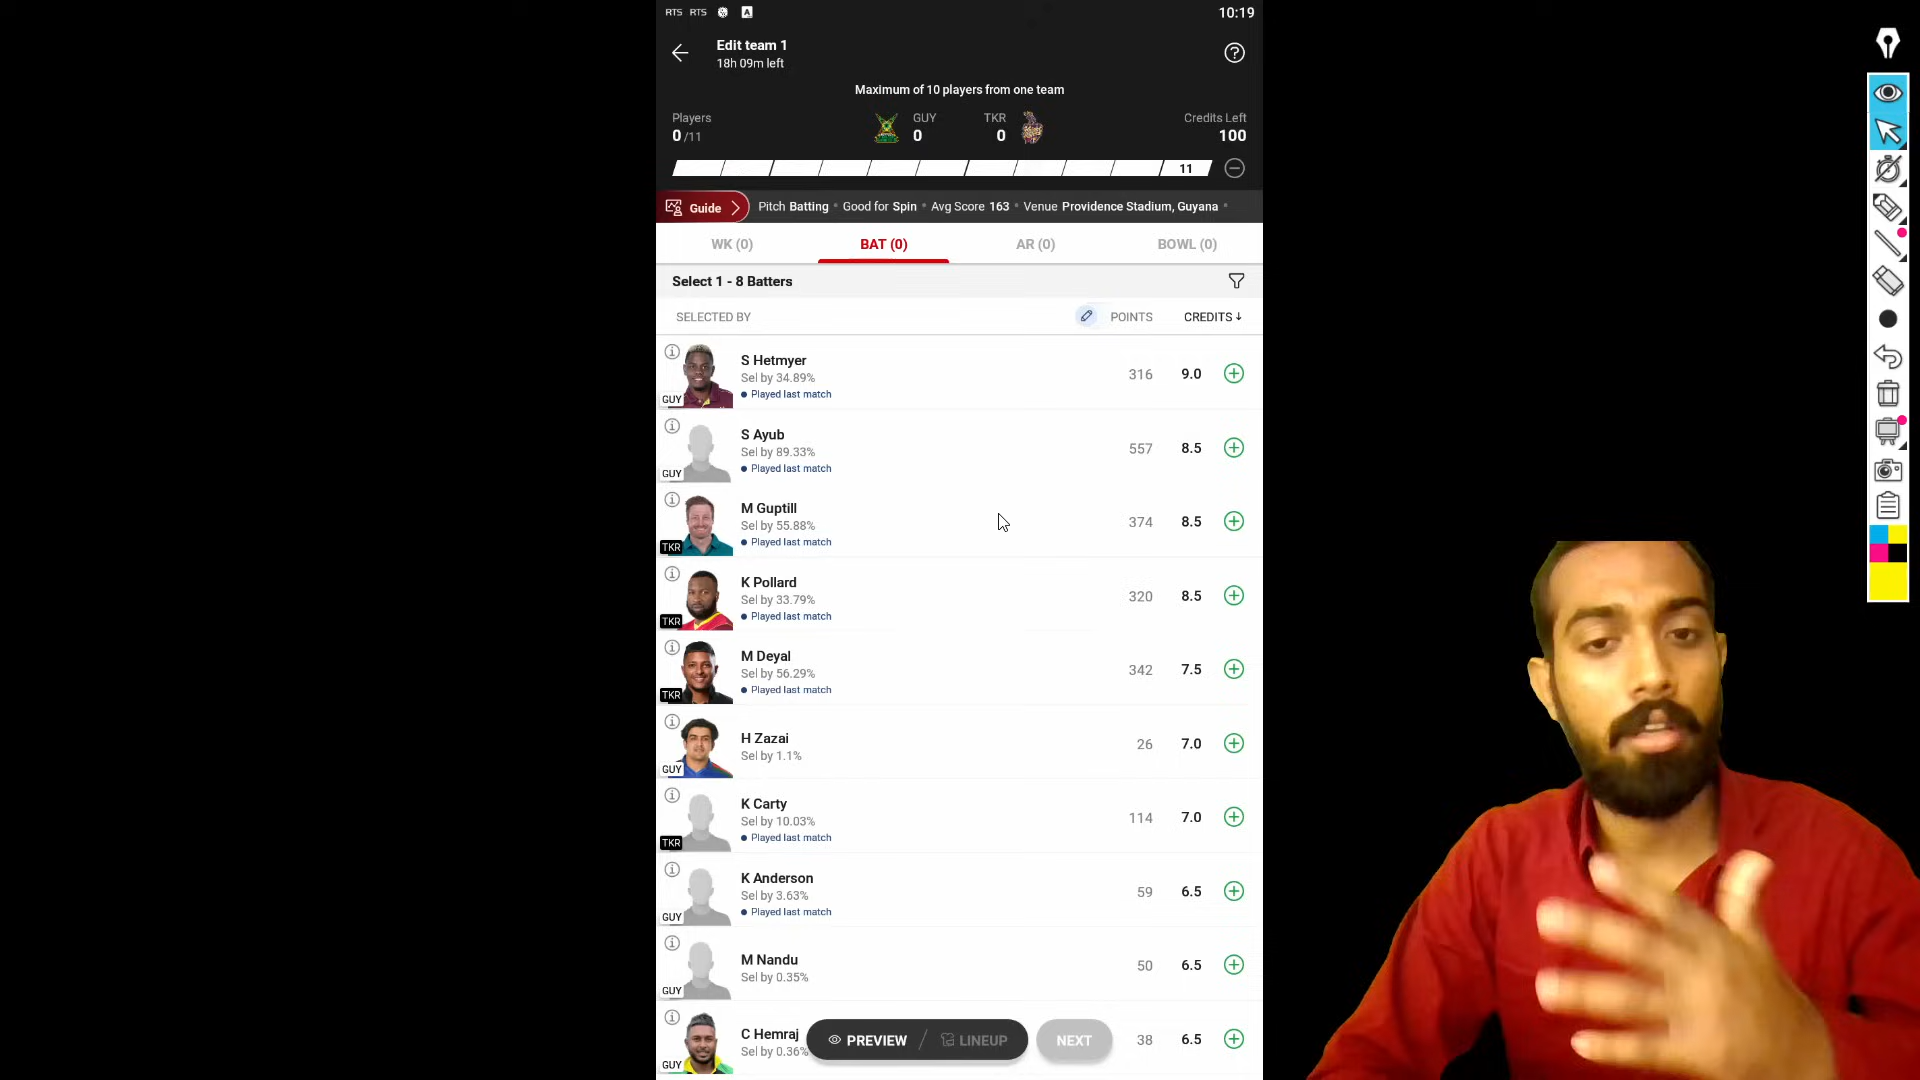 RTS RTS A 10:19
Edit team 1
18h 09m left
Maximum of 10 players from one team
Players GUY TKR Credits Left
0 /11 0 0 100
11
Guide Pitch Batting • Good for Spin • Avg Score 163 • Venue Providence Stadium, Guyana •
WK (0) BAT (0) AR (0) BOWL (0)
Select 1 - 8 Batters
SELECTED BY POINTS CREDITS↓
S Hetmyer
Sel by 34.89% 316 9.0
Played last match
GUY
S Ayub
Sel by 89.33% 557 8.5
Played last match
GUY
M Guptill
Sel by 55.88% 374 8.5
Played last match
TKR
K Pollard
Sel by 33.79% 320 8.5
Played last match
TKR
M Deyal
Sel by 56.29% 342 7.5
Played last match
TKR
H Zazai
Sel by 1.1% 26 7.0
GUY
K Carty
Sel by 10.03% 114 7.0
Played last match
TKR
K Anderson
Sel by 3.63% 59 6.5
Played last match
GUY
M Nandu
Sel by 0.35% 50 6.5
GUY
C Hemraj
Sel by 0.36% 38 6.5
GUY
PREVIEW / LINEUP NEXT